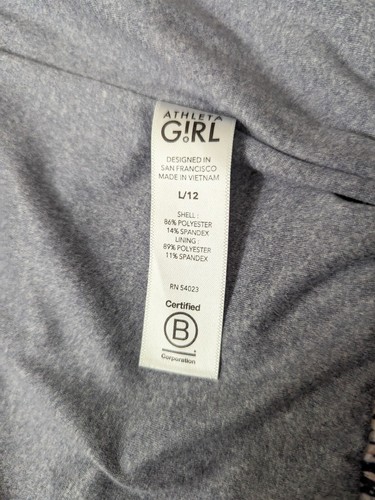 ATHLETA
G!RL
DESIGNED IN
SAN FRANCISCO
MADE IN VIETNAM
L/12
SHELL :
86% POLYESTER
14% SPANDEX
LINING :
89% POLYESTER
11% SPANDEX
RN 54023
Certified
B
Corporation